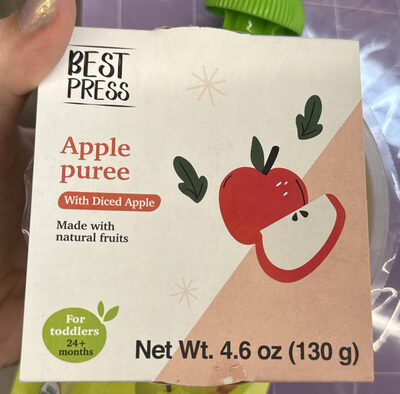 BEST
PRESS
Apple
puree
With Diced Apple
Made with
natural fruits
For
toddlers
24+
months
Net Wt. 4.6 oz (130 g)